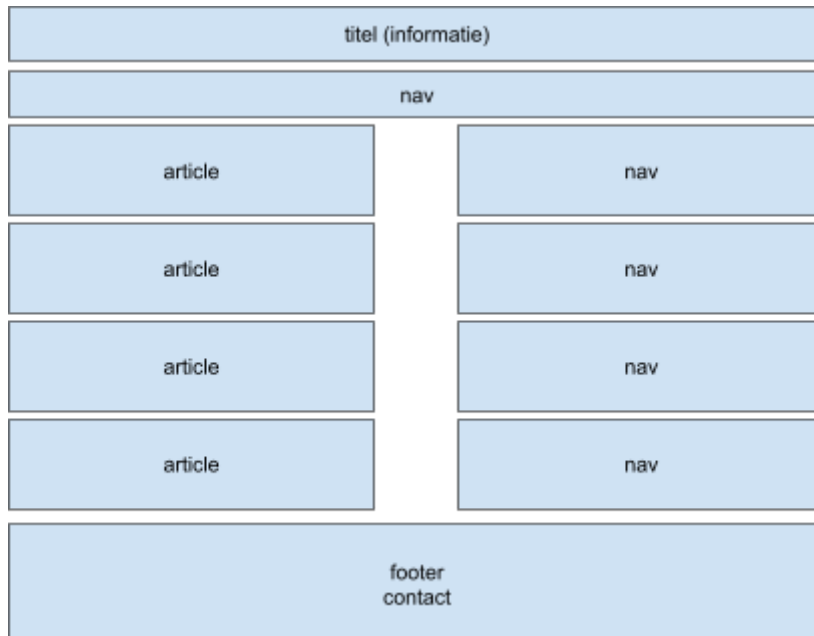 titel (informatie)
nav
article
nav
article
nav
article
nav
article
nav
footer
contact